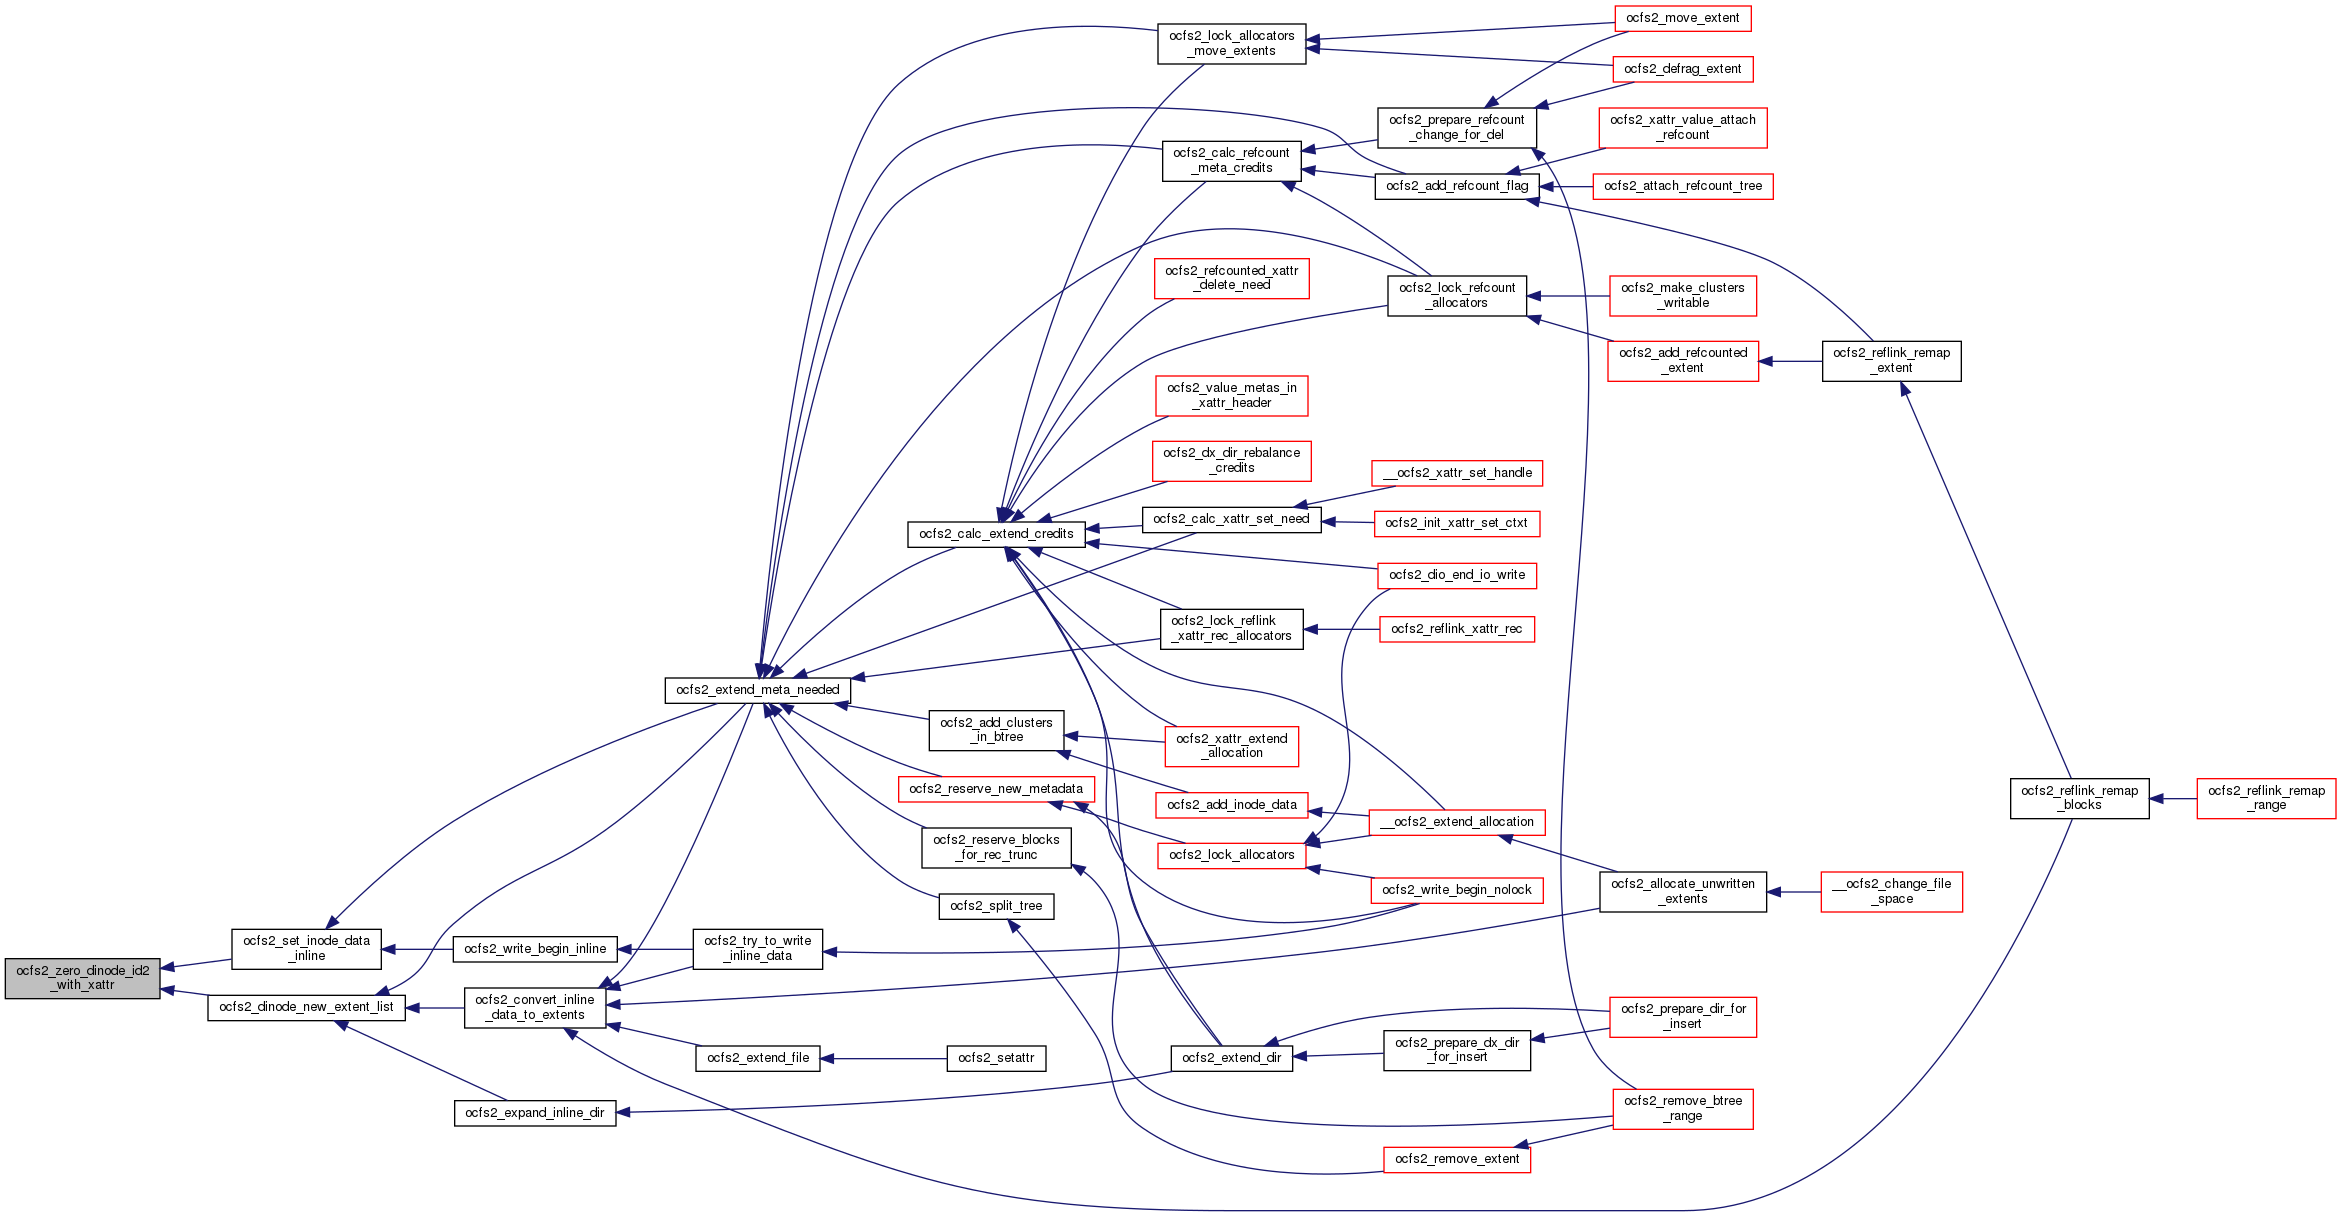 ocfs2_zero_dinode_id2
_with_xattr
ocfs2_set_inode_data
_inline
ocfs2_dinode_new_extent_list
ocfs2_write_begin_inline
ocfs2_convert_inline
_data_to_extents
ocfs2_expand_inline_dir
ocfs2_extend_meta_needed
ocfs2_try_to_write
_inline_data
ocfs2_extend_file
ocfs2_calc_extend_credits
ocfs2_add_clusters
_in_btree
ocfs2_reserve_new_metadata
ocfs2_reserve_blocks
_for_rec_trunc
ocfs2_split_tree
ocfs2_setattr
ocfs2_lock_allocators
_move_extents
ocfs2_calc_refcount
_meta_credits
ocfs2_refcounted_xattr
_delete_need
ocfs2_value_metas_in
_xattr_header
ocfs2_dx_dir_rebalance
_credits
ocfs2_calc_xattr_set_need
ocfs2_lock_reflink
_xattr_rec_allocators
ocfs2_xattr_extend
_allocation
ocfs2_add_inode_data
ocfs2_lock_allocators
ocfs2_extend_dir
ocfs2_prepare_refcount
_change_for_del
ocfs2_add_refcount_flag
ocfs2_lock_refcount
_allocators
__ocfs2_xattr_set_handle
ocfs2_init_xattr_set_ctxt
ocfs2_dio_end_io_write
ocfs2_reflink_xattr_rec
__ocfs2_extend_allocation
ocfs2_write_begin_nolock
ocfs2_prepare_dx_dir
_for_insert
ocfs2_remove_extent
ocfs2_move_extent
ocfs2_defrag_extent
ocfs2_xattr_value_attach
_refcount
ocfs2_attach_refcount_tree
ocfs2_make_clusters
_writable
ocfs2_add_refcounted
_extent
ocfs2_allocate_unwritten
_extents
ocfs2_prepare_dir_for
_insert
ocfs2_remove_btree
_range
ocfs2_reflink_remap
_extent
__ocfs2_change_file
_space
ocfs2_reflink_remap
_blocks
ocfs2_reflink_remap
_range